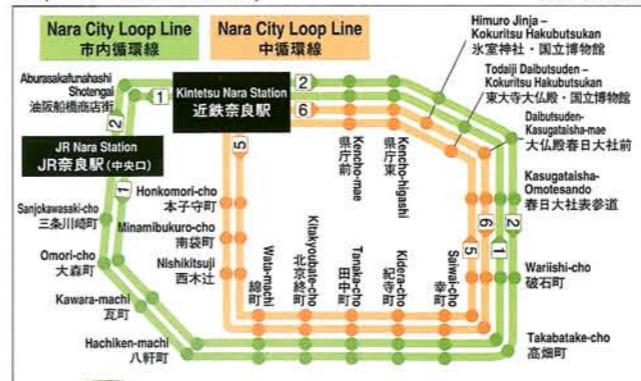 Nara City Loop Line
市内循環線
Nara City Loop Line
中循環線
Himuro Jinja –
Kokuritsu Hakubutsukan
氷室神社・国立博物館
Todaiji Daibutsuden –
Kokuritsu Hakubutsukan
東大寺大仏殿・国立博物館
Daibutsuden-
Kasugataisha-mae
大仏殿春日大社前
Aburasakafunahashi
Shotengai
油阪船橋商店街
Kintetsu Nara Station
近鉄奈良駅
1
2
2
6
5
JR Nara Station
JR奈良駅(中央口)
1
Kencho-mae
県庁前
Kencho-higashi
県庁東
Kasugataisha-
Omotesando
春日大社表参道
Honkomori-cho
本子守町
Sanjokawasaki-cho
三条川崎町
Minamibukuro-cho
南袋町
Omori-cho
大森町
Nishikitsuji
西木辻
Wata-machi
綿町
Kitakyoubate-cho
北京終町
Tanaka-cho
田中町
Kidera-cho
紀寺町
Saiwai-cho
幸町
5
6
1
2
Wariishi-cho
破石町
Kawara-machi
瓦町
Hachiken-machi
八軒町
Takabatake-cho
高畑町